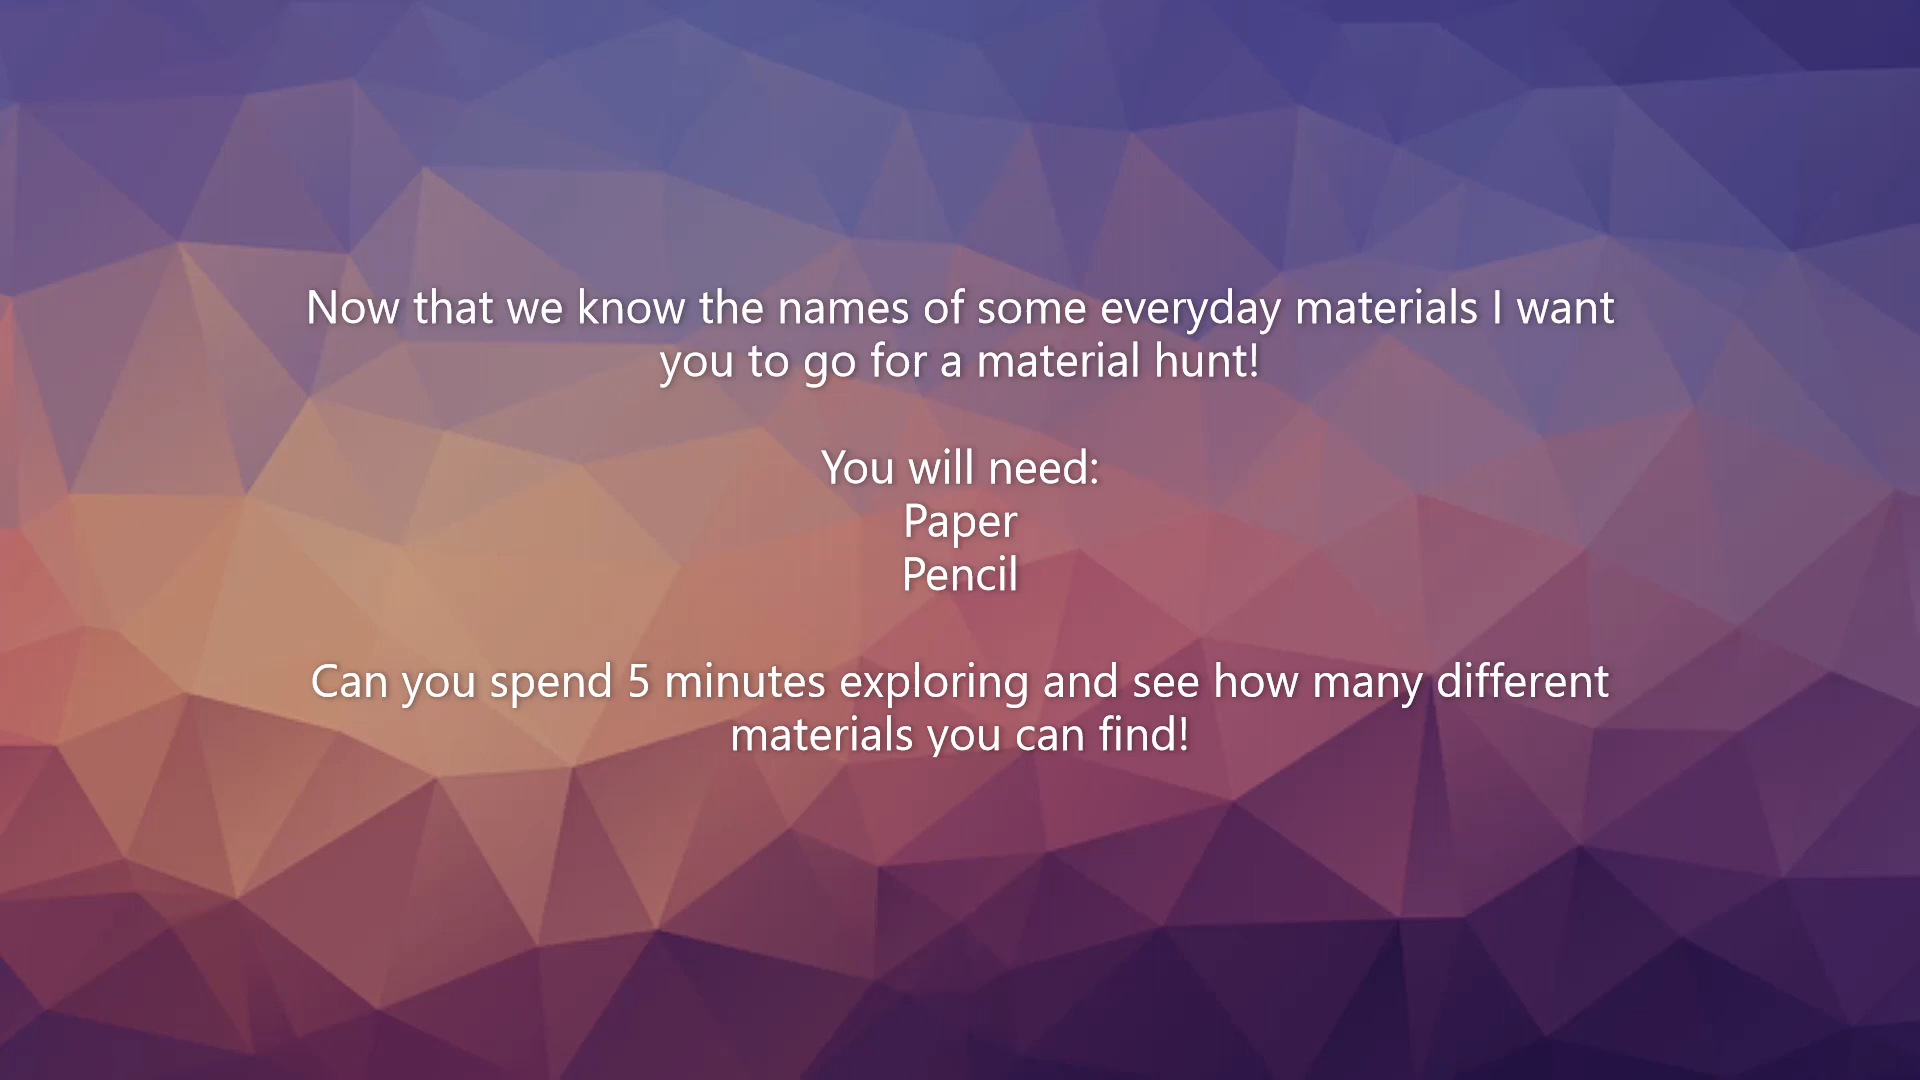 Now that we know the names of some everyday materials I want
you to go for a material hunt!
You will need:
Paper
Pencil
Can you spend 5 minutes exploring and see how many different
materials you can find!